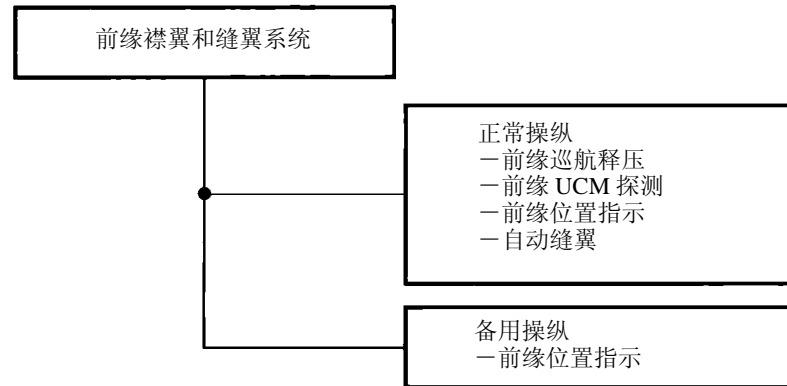 前缘襟翼和缝翼系统
正常操纵
－前缘巡航释压
－前缘 UCM 探测
－前缘位置指示
－自动缝翼
备用操纵
－前缘位置指示